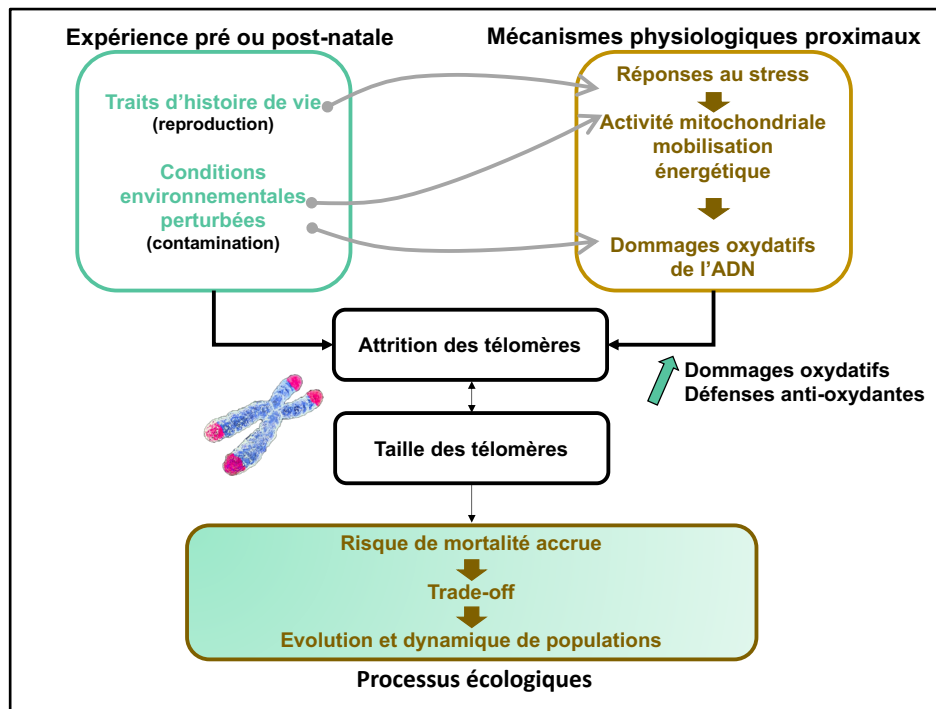 Expérience pré ou post-natale
Traits d'histoire de vie
(reproduction)
Conditions
environnementales
perturbées
(contamination)
Mécanismes physiologiques proximaux
Réponses au stress
Activité mitochondriale
mobilisation
énergétique
Dommages oxydatifs
de l'ADN
Attrition des télomères
Dommages oxydatifs
Défenses anti-oxydantes
Taille des télomères
Risque de mortalité accrue
Trade-off
Evolution et dynamique de populations
Processus écologiques